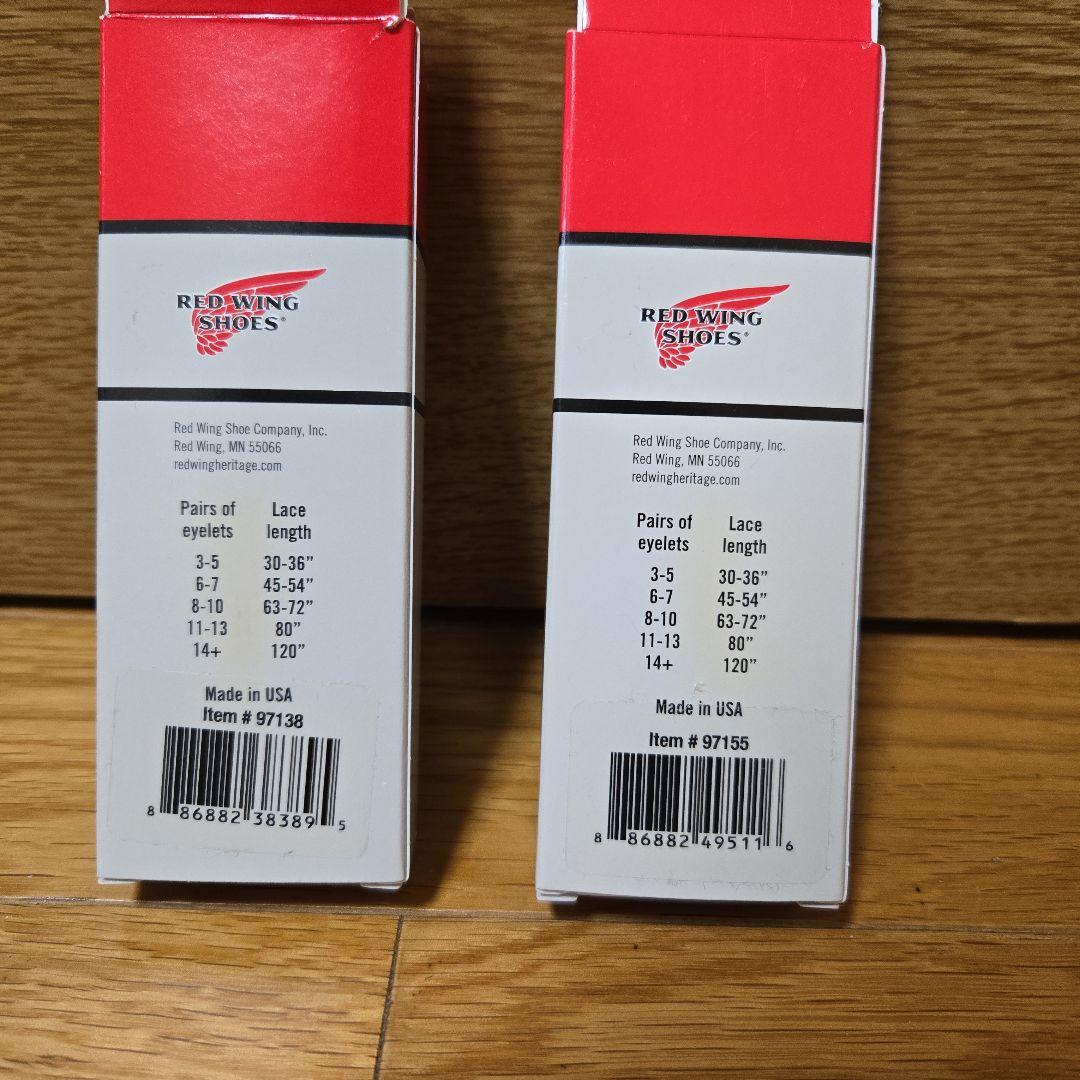 RED WING
SHOES®
Red Wing Shoe Company, Inc.
Red Wing, MN 55066
redwingheritage.com
Pairs of eyelets Lace length
3-5 30-36”
6-7 45-54”
8-10 63-72”
11-13 80”
14+ 120”
Made in USA
Item # 97138
8 86882 38389 5
RED WING
SHOES®
Red Wing Shoe Company, Inc.
Red Wing, MN 55066
redwingheritage.com
Pairs of eyelets Lace length
3-5 30-36”
6-7 45-54”
8-10 63-72”
11-13 80”
14+ 120”
Made in USA
Item # 97155
8 86882 49511 6